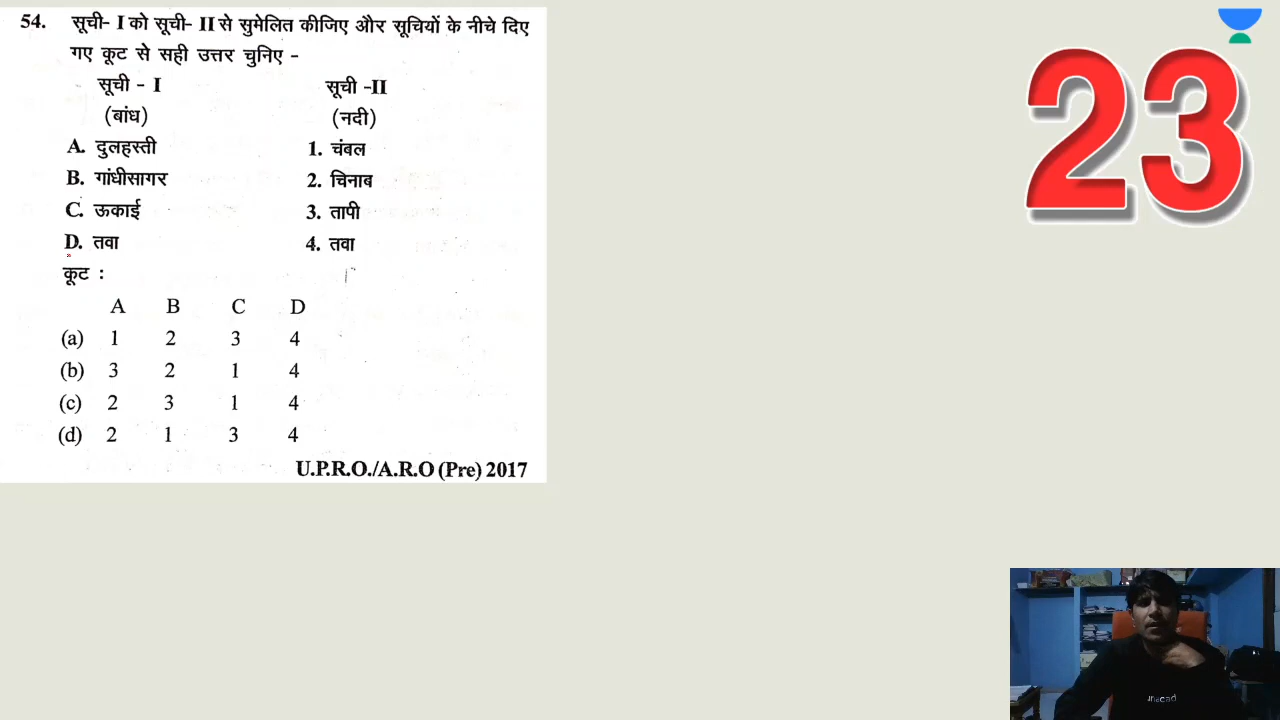 54. सूची- I को सूची- II से सुमेलित कीजिए और सूचियों के नीचे दिए
गए कूट से सही उत्तर चुनिए -
सूची - I सूची -II
(बांध) (नदी)
A. दुलहस्ती 1. चंबल
B. गांधीसागर 2. चिनाब
C. ऊकाई 3. तापी
D. तवा 4. तवा
कूट :
A B C D
(a) 1 2 3 4
(b) 3 2 1 4
(c) 2 3 1 4
(d) 2 1 3 4
U.P.R.O./A.R.O (Pre) 2017
23